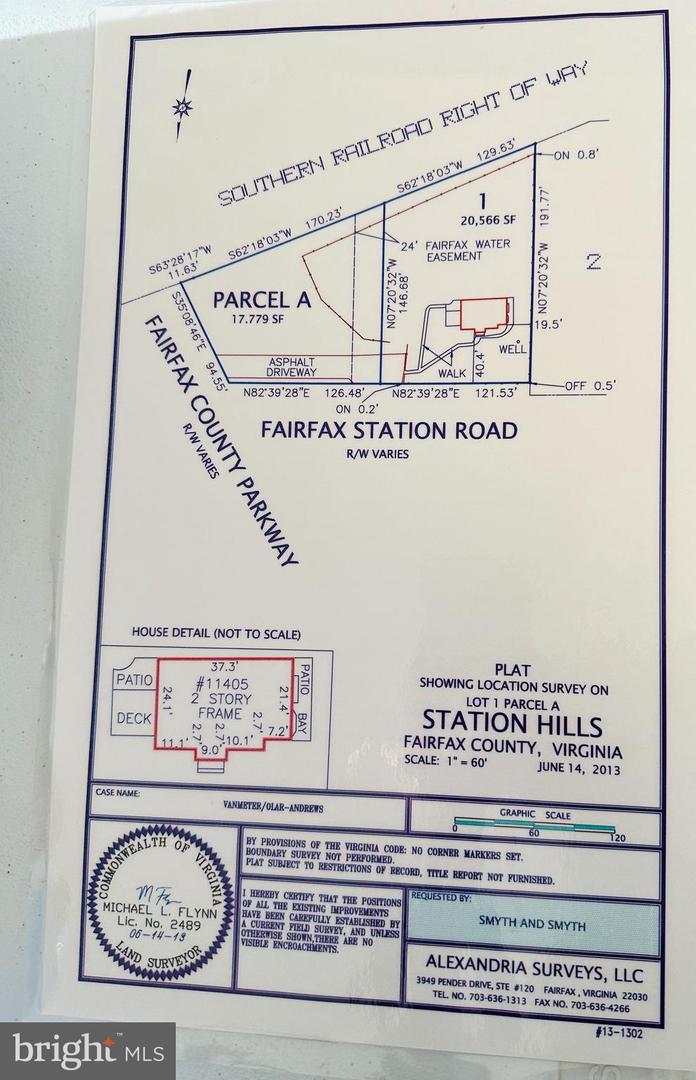 SOUTHERN RAILROAD RIGHT OF WAY
S62°18'03"W 129.63'
ON 0.8'
S62°18'03"W 170.23'
S63°28'17"W
11.63'
1
20,566 SF
N07°20'32"W 191.77'
2
24' FAIRFAX WATER
EASEMENT
N07°20'32"W
146.68'
PARCEL A
17.779 SF
S35°08'46"E 94.55'
19.5'
WELL
WALK
40.4'
ASPHALT
DRIVEWAY
N82°39'28"E 126.48'
N82°39'28"E 121.53'
OFF 0.5'
ON 0.2'
FAIRFAX STATION ROAD
R/W VARIES
FAIRFAX COUNTY PARKWAY
R/W VARIES
HOUSE DETAIL (NOT TO SCALE)
37.3'
PATIO
#11405
2 STORY
FRAME
24.1'
21.4'
PATIO
DECK
BAY
2.7'
2.7'
2.7'
7.2'
11.1'
10.1'
9.0'
PLAT
SHOWING LOCATION SURVEY ON
LOT 1 PARCEL A
STATION HILLS
FAIRFAX COUNTY, VIRGINIA
SCALE: 1" = 60' JUNE 14, 2013
CASE NAME:
VANMETER/OLAR-ANDREWS
GRAPHIC SCALE
0 60 120
COMMONWEALTH OF VIRGINIA
MICHAEL L. FLYNN
Lic. No. 2489
06-14-13
LAND SURVEYOR
BY PROVISIONS OF THE VIRGINIA CODE: NO CORNER MARKERS SET.
BOUNDARY SURVEY NOT PERFORMED.
PLAT SUBJECT TO RESTRICTIONS OF RECORD, TITLE REPORT NOT FURNISHED.
I HEREBY CERTIFY THAT THE POSITIONS
OF ALL THE EXISTING IMPROVEMENTS
HAVE BEEN CAREFULLY ESTABLISHED BY
A CURRENT FIELD SURVEY, AND UNLESS
OTHERWISE SHOWN,THERE ARE NO
VISIBLE ENCROACHMENTS.
REQUESTED BY:
SMYTH AND SMYTH
ALEXANDRIA SURVEYS, LLC
3949 PENDER DRIVE, STE #120 FAIRFAX , VIRGINIA 22030
TEL. NO. 703-636-1313 FAX NO. 703-636-4266
#13-1302
bright™ MLS